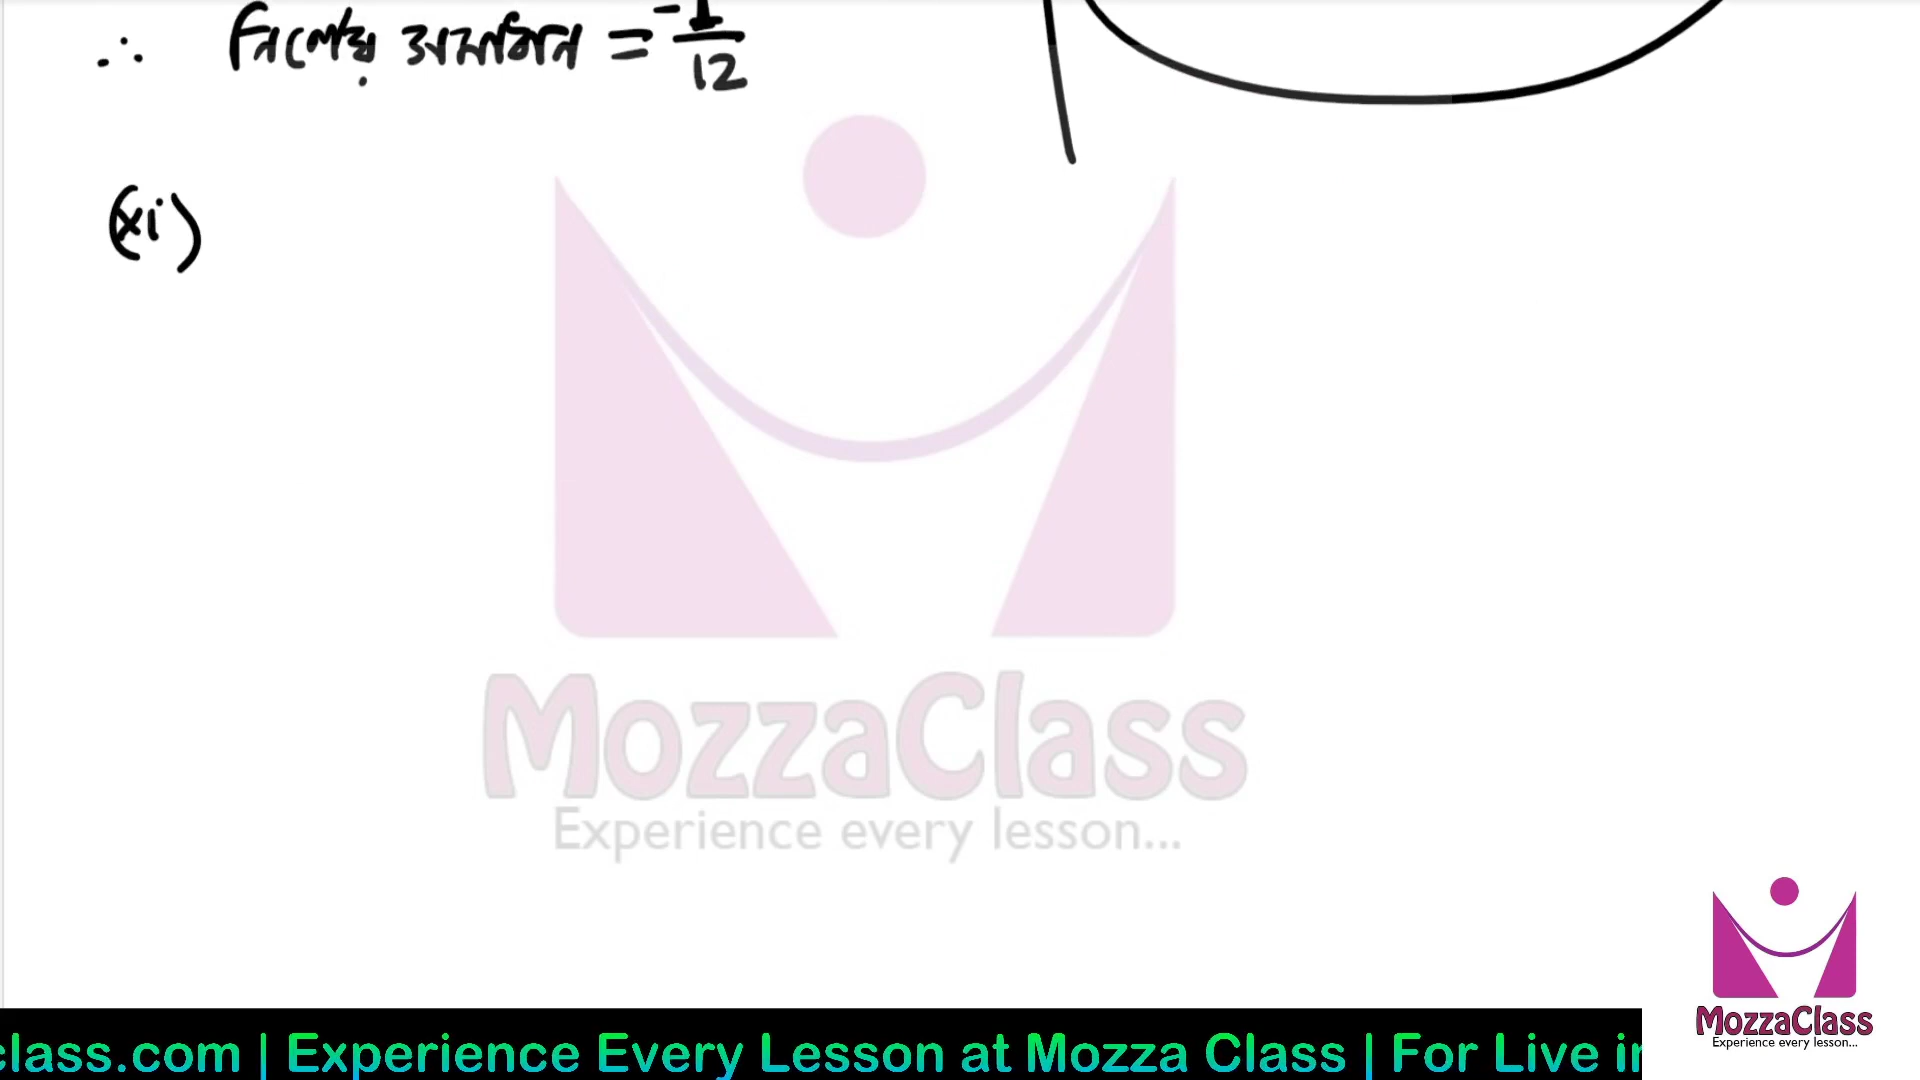 ∴ নির্ণেয় সমাধান = -1/12
(xi)
MozzaClass
Experience every lesson...
MozzaClass
Experience every lesson...
class.com | Experience Every Lesson at Mozza Class | For Live in